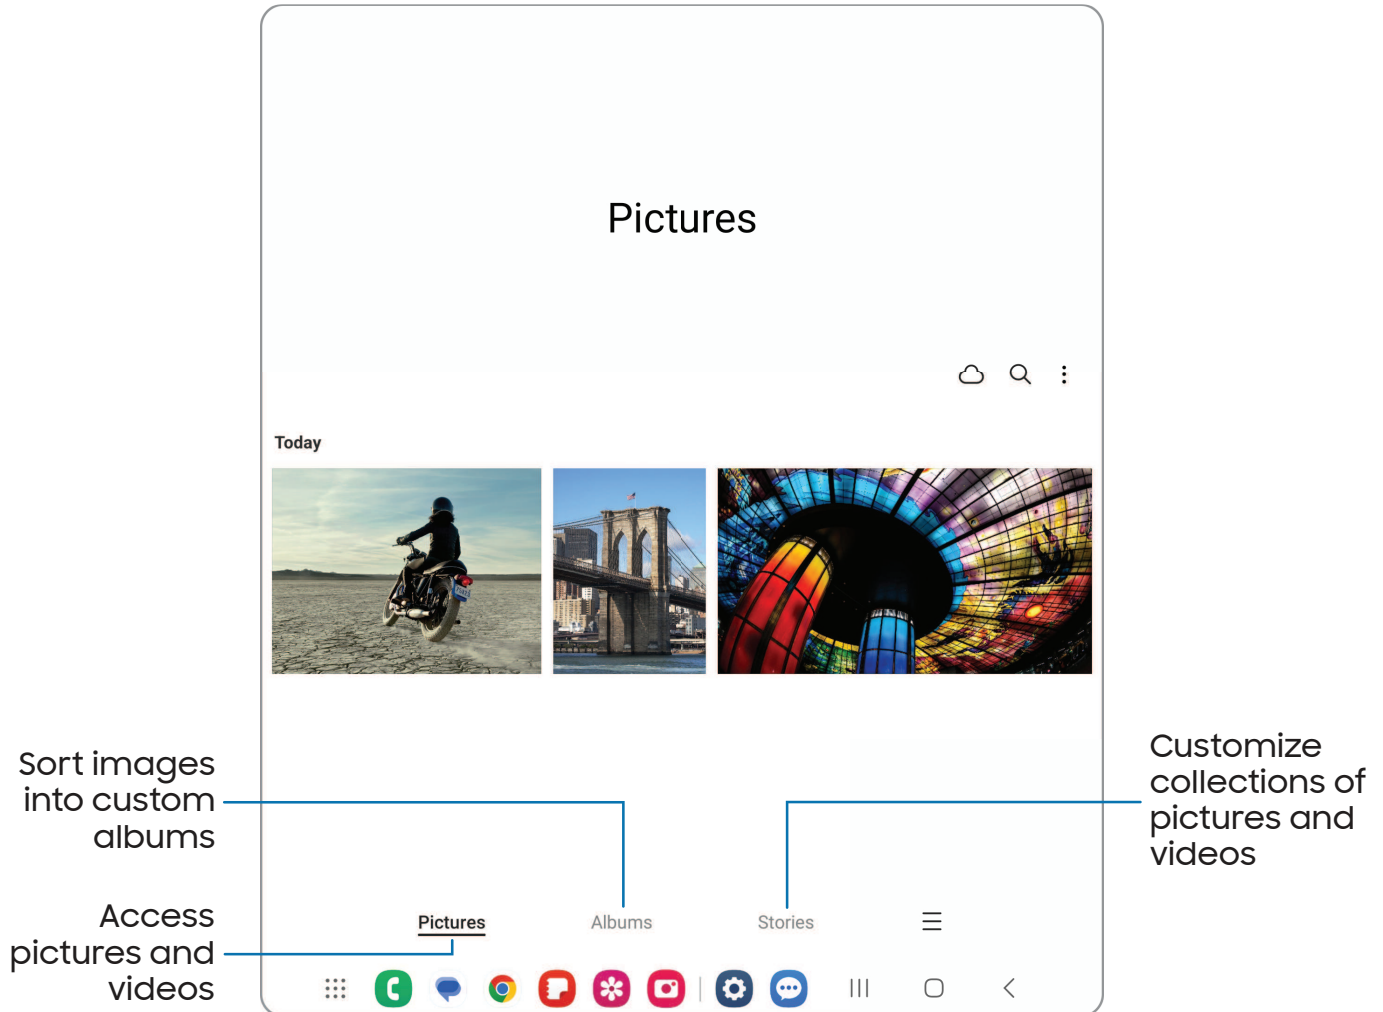 Pictures
Today
Sort images
into custom
albums
Customize
collections of
pictures and
videos
Access
pictures and
videos
Pictures
Albums
Stories